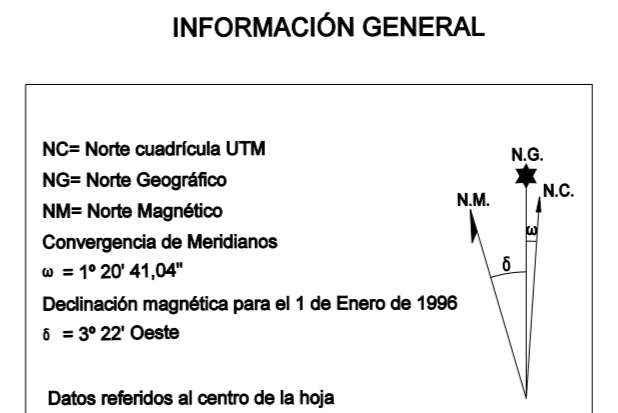 INFORMACIÓN GENERAL
NC= Norte cuadrícula UTM
NG= Norte Geográfico
NM= Norte Magnético
Convergencia de Meridianos
ω = 1º 20' 41,04"
Declinación magnética para el 1 de Enero de 1996
δ = 3º 22' Oeste
Datos referidos al centro de la hoja
N.G.
N.C.
N.M.
ω
δ